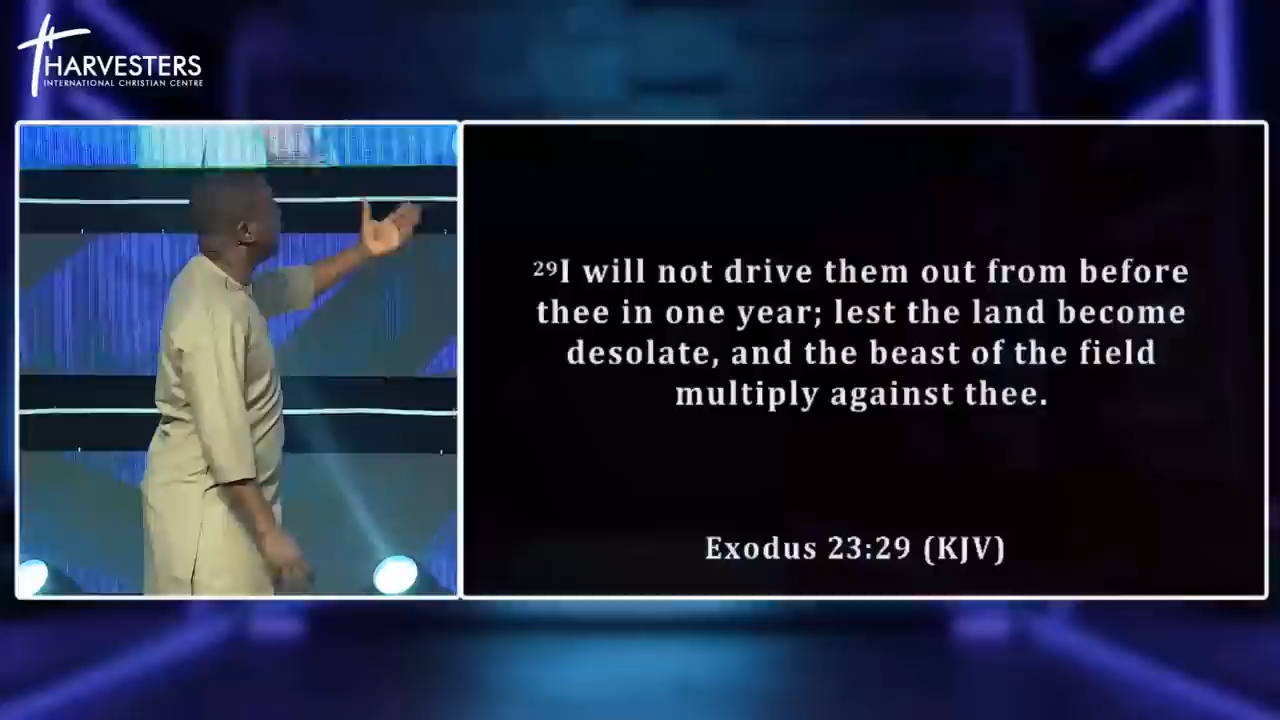 HARVESTERS
INTERNATIONAL CHRISTIAN CENTRE
²⁹I will not drive them out from before
thee in one year; lest the land become
desolate, and the beast of the field
multiply against thee.
Exodus 23:29 (KJV)